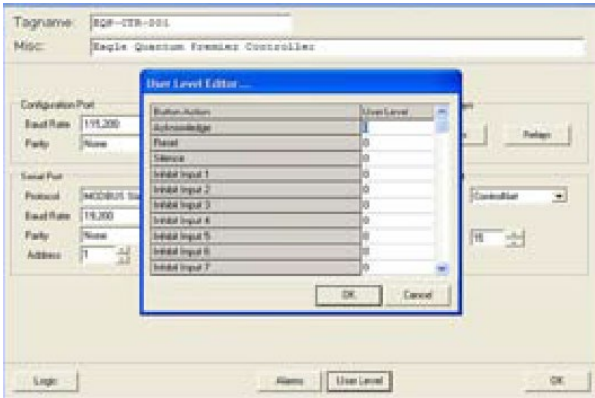 Tagname: EQP-CTR-001
Misc: Eagle Quantum Premier Controller
User Level Editor...
Button Action User Level
Acknowledge
Reset 0
Silence 0
Inhibit Input 1 0
Inhibit Input 2 0
Inhibit Input 3 0
Inhibit Input 4 0
Inhibit Input 5 0
Inhibit Input 6 0
Inhibit Input 7 0
OK Cancel
Configuration Port
Baud Rate 115,200
Parity None
Relays
Serial Port
Protocol MODBUS
Baud Rate 19,200
Parity None
Address 1
ControlNet
15
Logic Alarms User Level OK